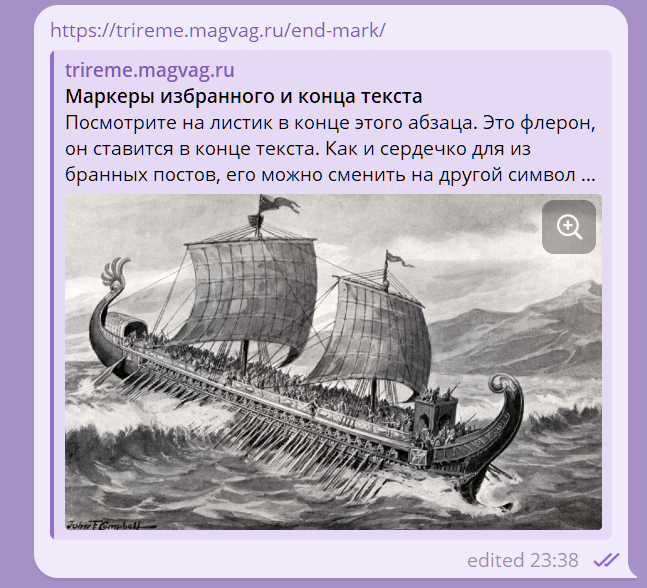 https://trireme.magvag.ru/end-mark/
trireme.magvag.ru
Маркеры избранного и конца текста
Посмотрите на листик в конце этого абзаца. Это флерон,
он ставится в конце текста. Как и сердечко для из
бранных постов, его можно сменить на другой символ ...
John F Campbell
edited 23:38